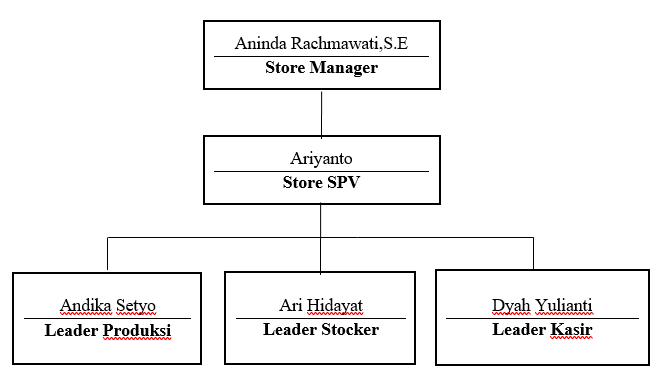 Aninda Rachmawati,S.E
Store Manager
Ariyanto
Store SPV
Andika Setyo
Leader Produksi
Ari Hidayat
Leader Stocker
Dyah Yulianti
Leader Kasir